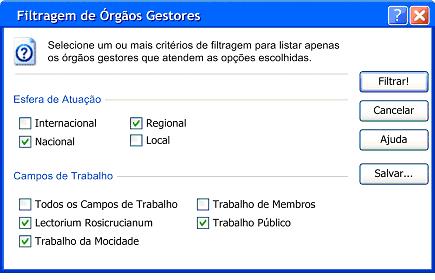 Filtragem de Órgãos Gestores
Selecione um ou mais critérios de filtragem para listar apenas
os órgãos gestores que atendem as opções escolhidas.
Filtrar!
Esfera de Atuação
Cancelar
Internacional
Regional
Nacional
Local
Ajuda
Campos de Trabalho
Salvar...
Todos os Campos de Trabalho
Trabalho de Membros
Lectorium Rosicrucianum
Trabalho Público
Trabalho da Mocidade